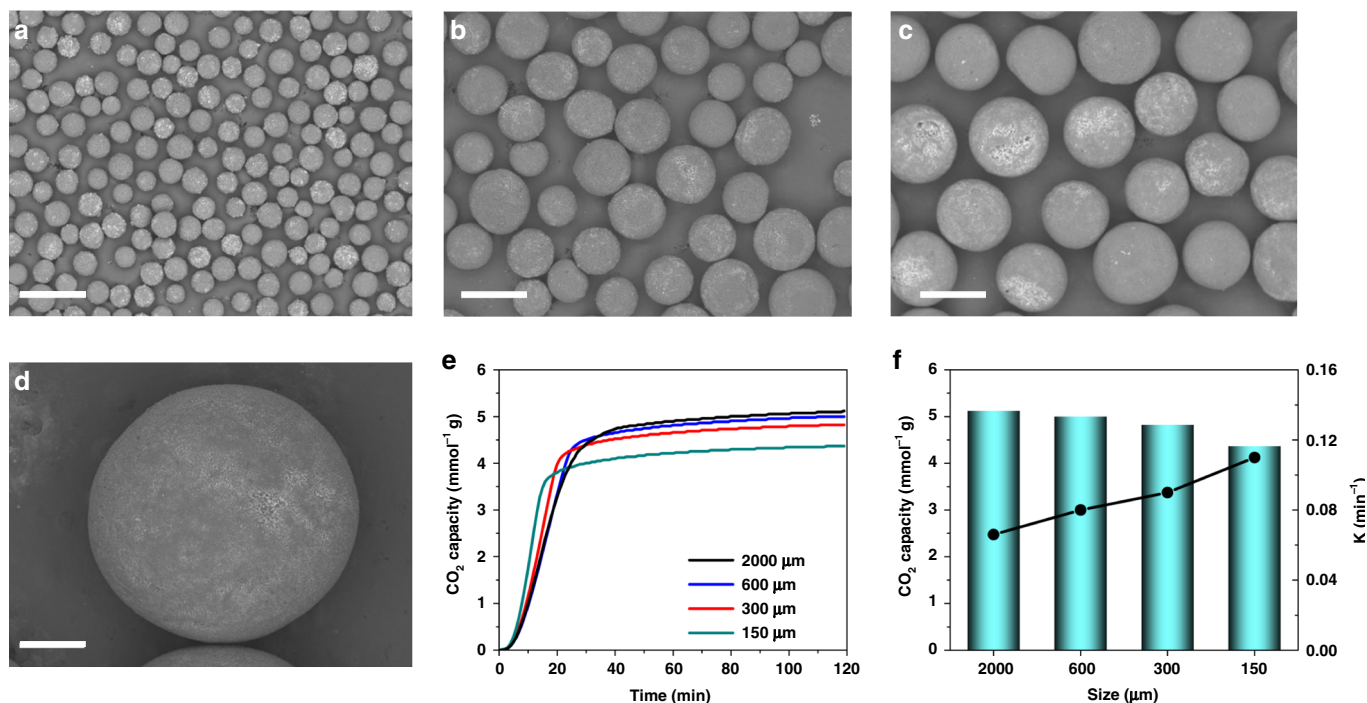 a
b
c
d
e
6
5
4
3
2
1
0
CO2 capacity (mmol−1 g)
0 20 40 60 80 100 120
Time (min)
2000 μm
600 μm
300 μm
150 μm
f
6
5
4
3
2
1
0
CO2 capacity (mmol−1 g)
0.16
0.12
0.08
0.04
0.00
K (min−1)
2000 600 300 150
Size (μm)